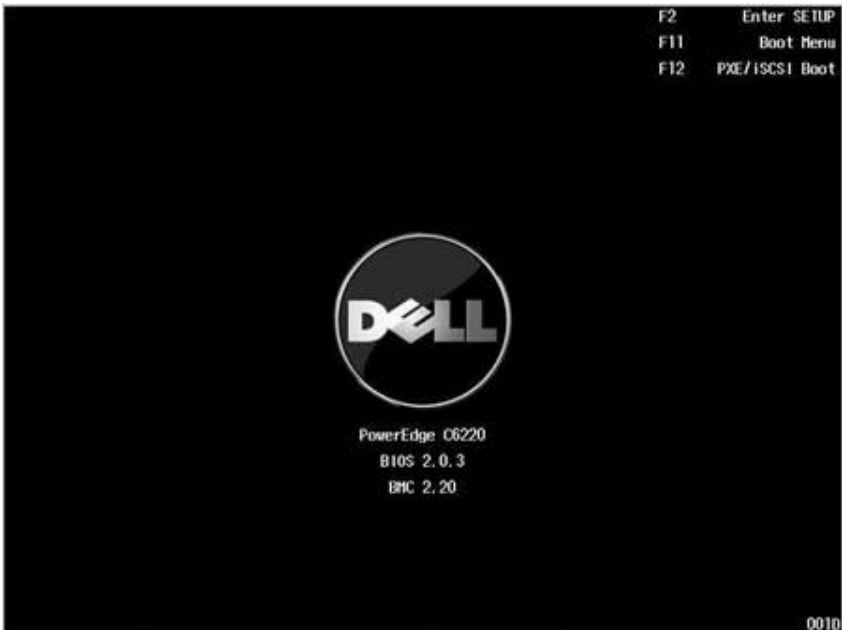 F2 Enter SETUP
F11 Boot Menu
F12 PXE/iSCSI Boot
DELL
PowerEdge C6220
BIOS 2.0.3
BMC 2.20
001D